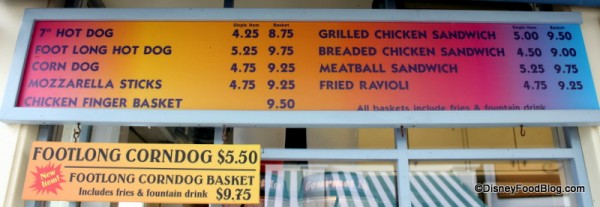 Single Item Basket
7" HOT DOG 4.25 8.75
FOOT LONG HOT DOG 5.25 9.75
CORN DOG 4.75 9.25
MOZZARELLA STICKS 4.75 9.25
CHICKEN FINGER BASKET 9.50
Single Item Basket
GRILLED CHICKEN SANDWICH 5.00 9.50
BREADED CHICKEN SANDWICH 4.50 9.00
MEATBALL SANDWICH 5.25 9.75
FRIED RAVIOLI 4.75 9.25
All baskets include fries & fountain drink
FOOTLONG CORNDOG $5.50
New Item!
FOOTLONG CORNDOG BASKET
Includes fries & fountain drink $9.75
©DisneyFoodBlog.com